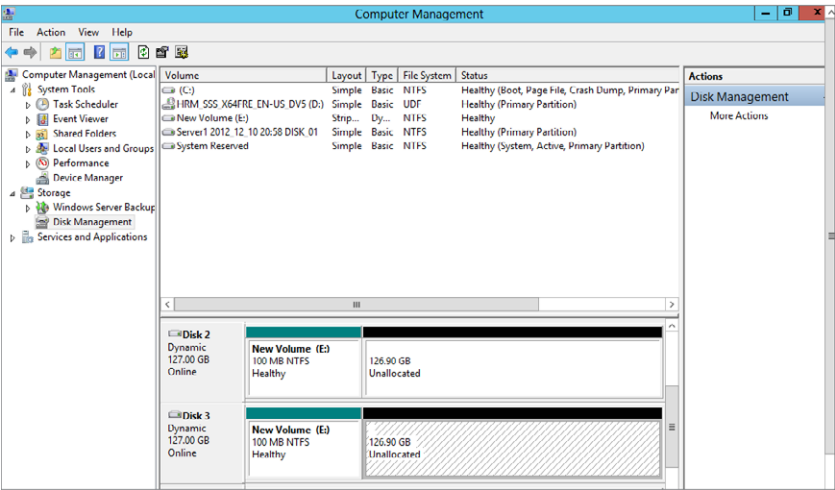 Computer Management
File Action View Help
Computer Management (Local
System Tools
Task Scheduler
Event Viewer
Shared Folders
Local Users and Groups
Performance
Device Manager
Storage
Windows Server Backup
Disk Management
Services and Applications
Volume Layout Type File System Status
(C:) Simple Basic NTFS Healthy (Boot, Page File, Crash Dump, Primary Par
HRM_SSS_X64FRE_EN-US_DV5 (D:) Simple Basic UDF Healthy (Primary Partition)
New Volume (E:) Strip... Dy... NTFS Healthy
Server1 2012_12_10 20:58 DISK_01 Simple Basic NTFS Healthy (Primary Partition)
System Reserved Simple Basic NTFS Healthy (System, Active, Primary Partition)
Actions
Disk Management
More Actions
Disk 2
Dynamic
127.00 GB
Online
New Volume (E:)
100 MB NTFS
Healthy
126.90 GB
Unallocated
Disk 3
Dynamic
127.00 GB
Online
New Volume (E:)
100 MB NTFS
Healthy
126.90 GB
Unallocated